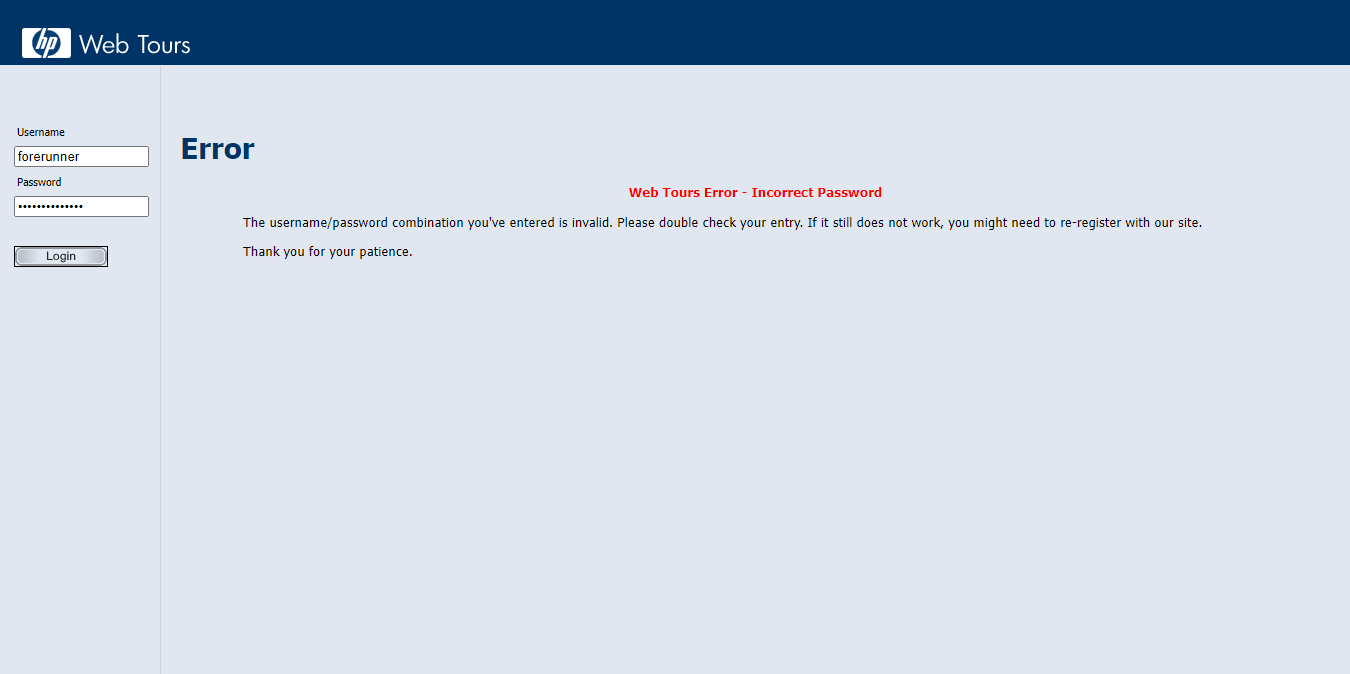 hp Web Tours
Username
forerunner
Password
••••••••••••••
Login
Error
Web Tours Error - Incorrect Password
The username/password combination you've entered is invalid. Please double check your entry. If it still does not work, you might need to re-register with our site.
Thank you for your patience.